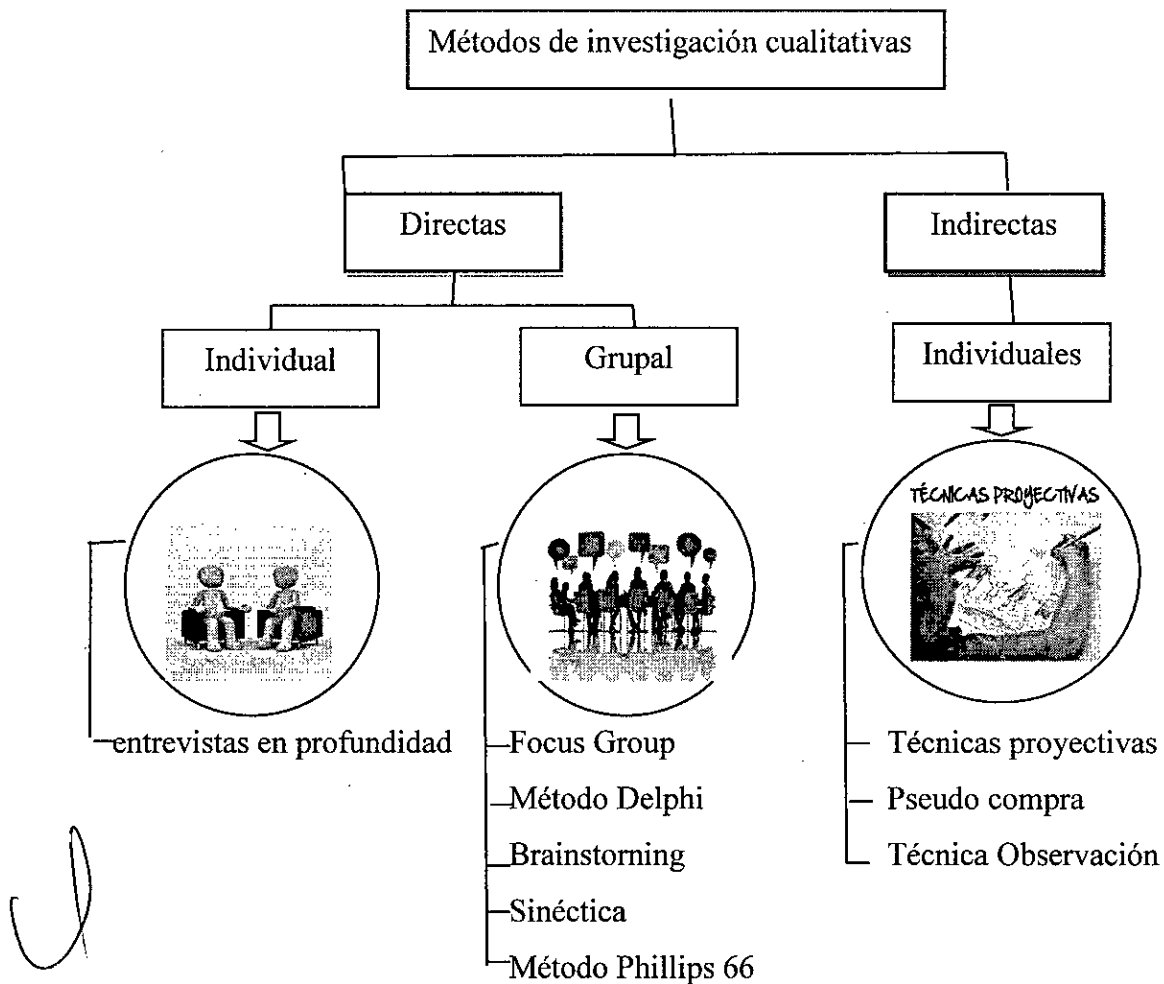 Métodos de investigación cualitativas
Directas
Indirectas
Individual
Grupal
Individuales
TÉCNICAS PROYECTIVAS
entrevistas en profundidad
Focus Group
Método Delphi
Brainstorning
Sinéctica
Método Phillips 66
Técnicas proyectivas
Pseudo compra
Técnica Observación